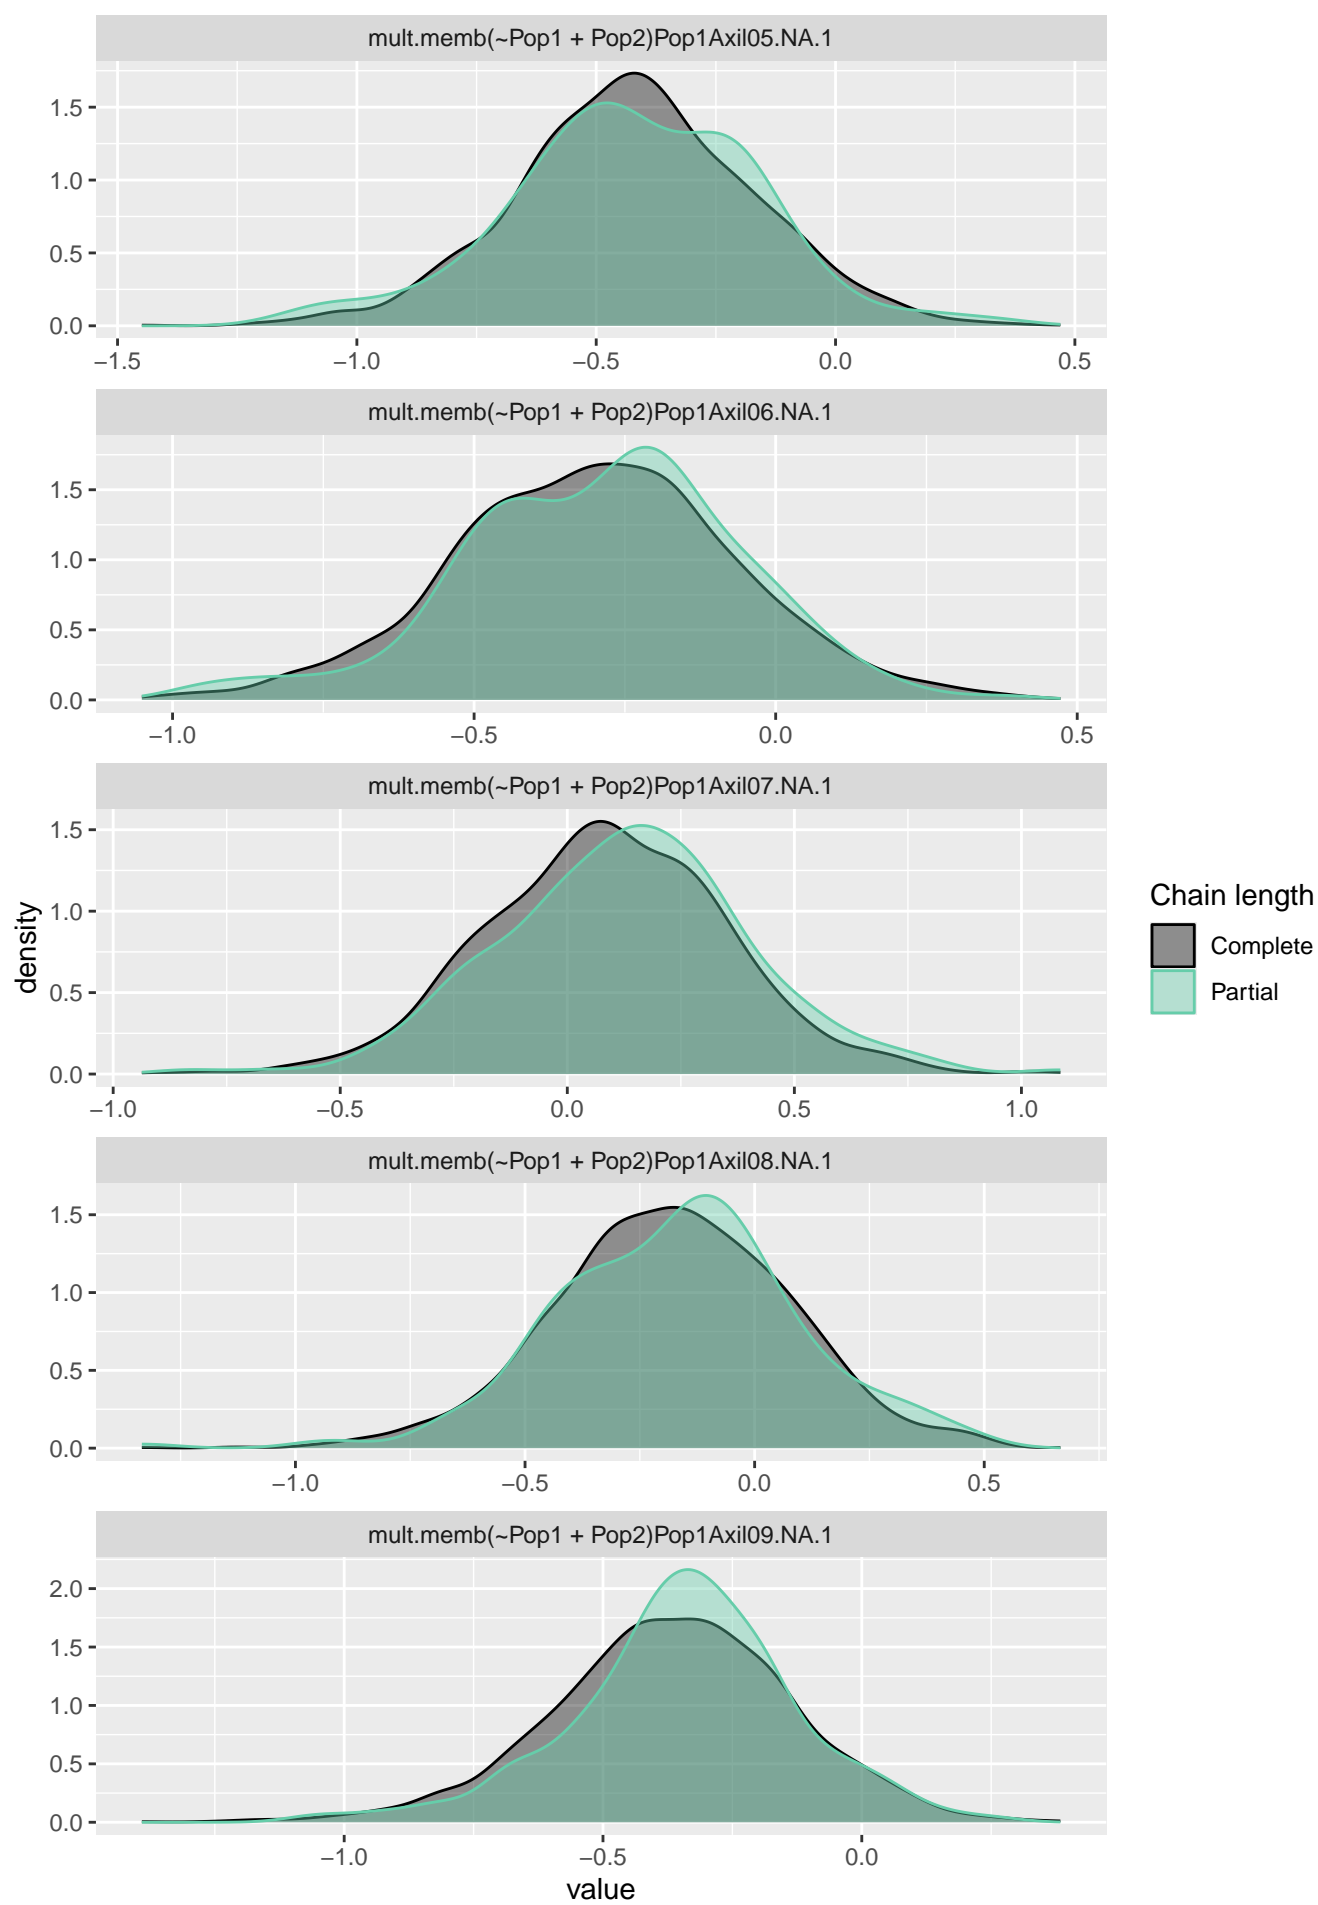 mult.memb(~Pop1 + Pop2)Pop1Axil05.NA.1
1.5
1.0
0.5
0.0
−1.5 −1.0 −0.5 0.0 0.5
mult.memb(~Pop1 + Pop2)Pop1Axil06.NA.1
1.5
1.0
0.5
0.0
−1.0 −0.5 0.0 0.5
mult.memb(~Pop1 + Pop2)Pop1Axil07.NA.1
1.5
1.0
0.5
0.0
−1.0 −0.5 0.0 0.5 1.0
density
Chain length
Complete
Partial
mult.memb(~Pop1 + Pop2)Pop1Axil08.NA.1
1.5
1.0
0.5
0.0
−1.0 −0.5 0.0 0.5
mult.memb(~Pop1 + Pop2)Pop1Axil09.NA.1
2.0
1.5
1.0
0.5
0.0
−1.0 −0.5 0.0
value